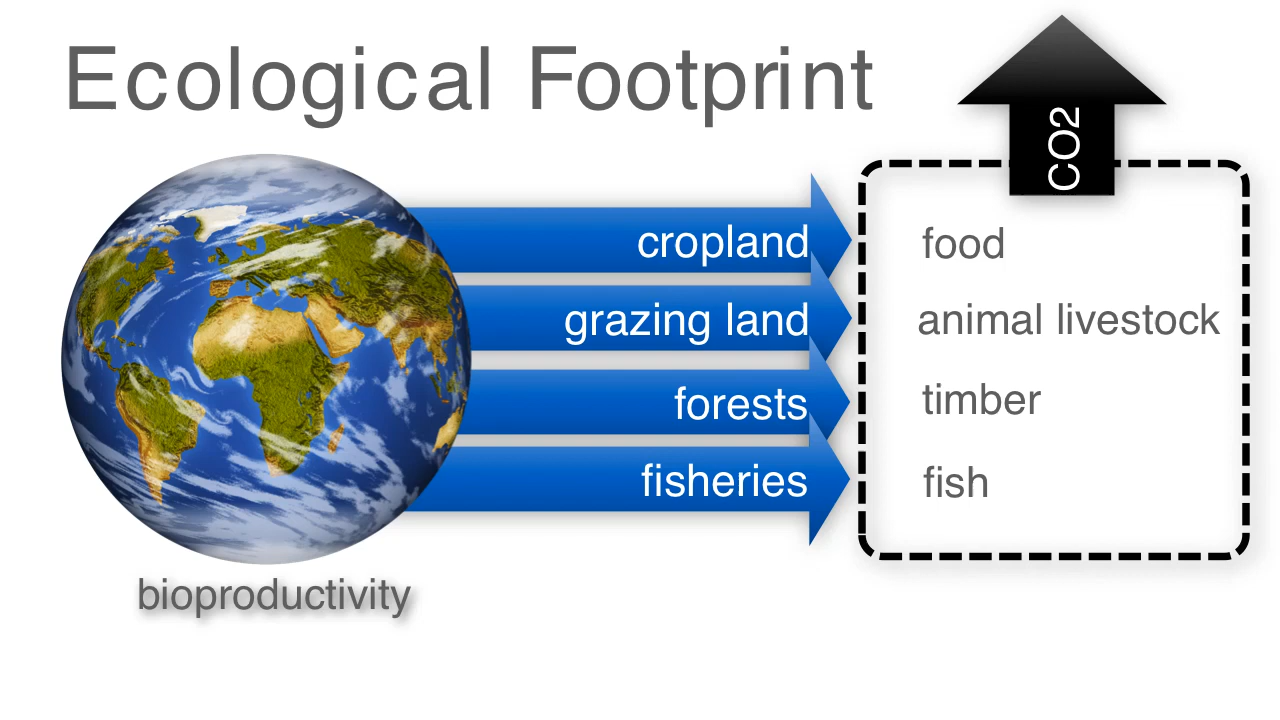 Ecological Footprint
CO2
cropland
food
grazing land
animal livestock
forests
timber
fisheries
fish
bioproductivity